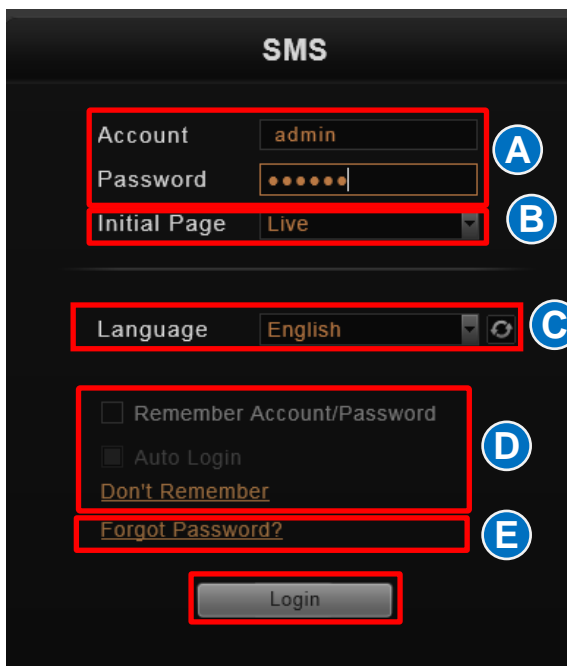 SMS
Account admin
A
Password ●●●●●●
Initial Page Live
B
Language English
C
Remember Account/Password
Auto Login
D
Don't Remember
Forgot Password?
E
Login